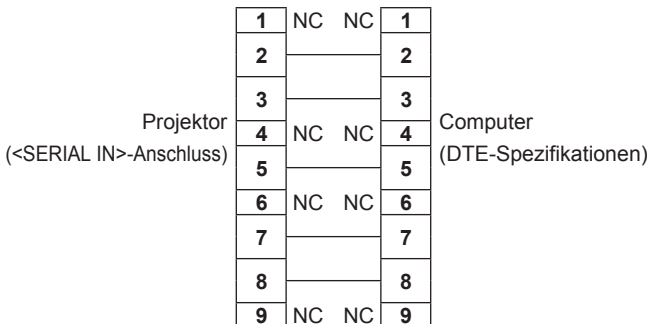 1 NC NC 1
2 2
3 3
Projektor
(<SERIAL IN>-Anschluss)
4 NC NC 4
Computer
(DTE-Spezifikationen)
5 5
6 NC NC 6
7 7
8 8
9 NC NC 9